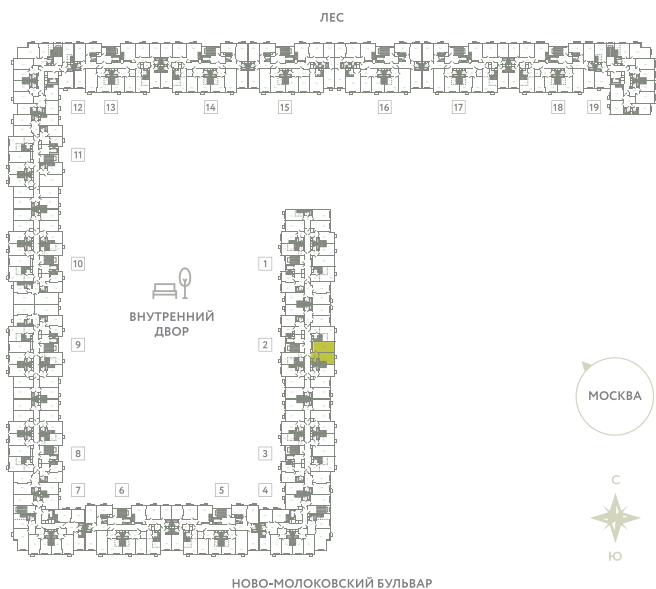 ЛЕС
12 13 14 15 16 17 18 19
11
10 1
ВНУТРЕННИЙ
ДВОР
9 2
МОСКВА
8 3
7 6 5 4
С
Ю
НОВО-МОЛОКОВСКИЙ БУЛЬВАР